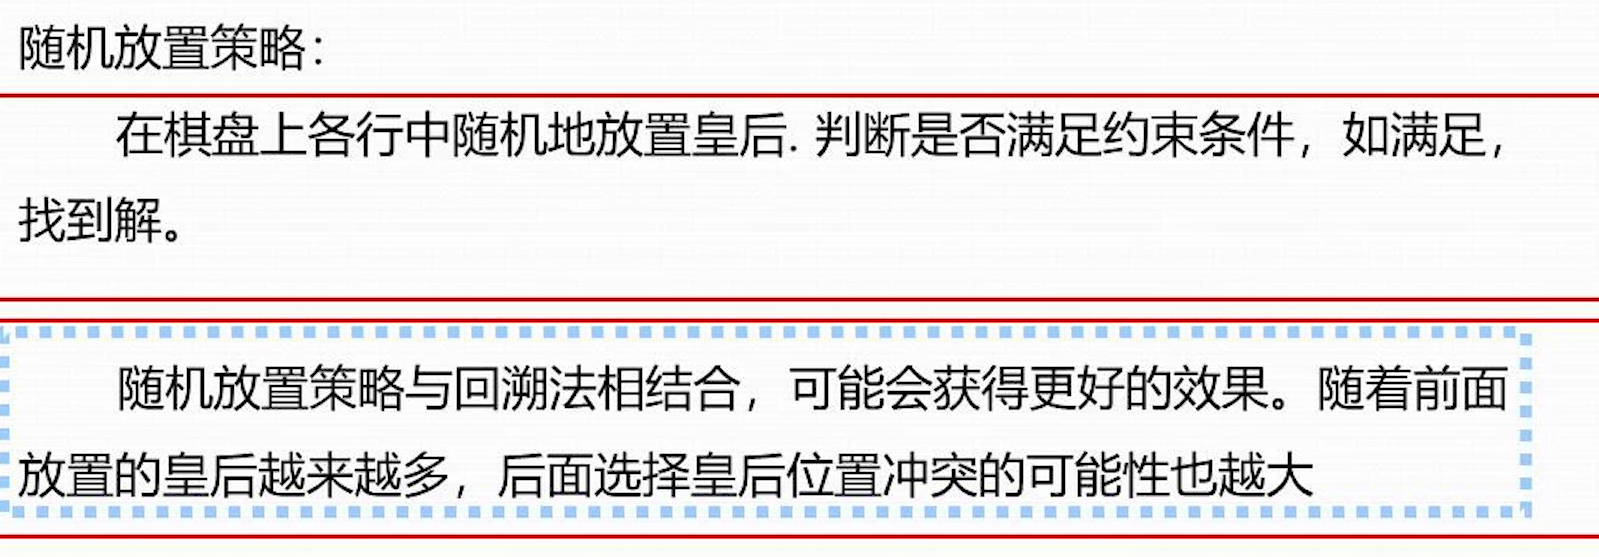 随机放置策略：
在棋盘上各行中随机地放置皇后. 判断是否满足约束条件，如满足，
找到解。
随机放置策略与回溯法相结合，可能会获得更好的效果。随着前面
放置的皇后越来越多，后面选择皇后位置冲突的可能性也越大